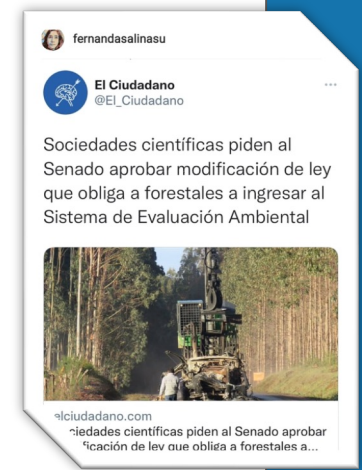 fernandasalinasu
El Ciudadano
@El_Ciudadano
Sociedades científicas piden al
Senado aprobar modificación de ley
que obliga a forestales a ingresar al
Sistema de Evaluación Ambiental
elciudadano.com
ciedades científicas piden al Senado aprobar
ficación de ley que obliga a forestales a...